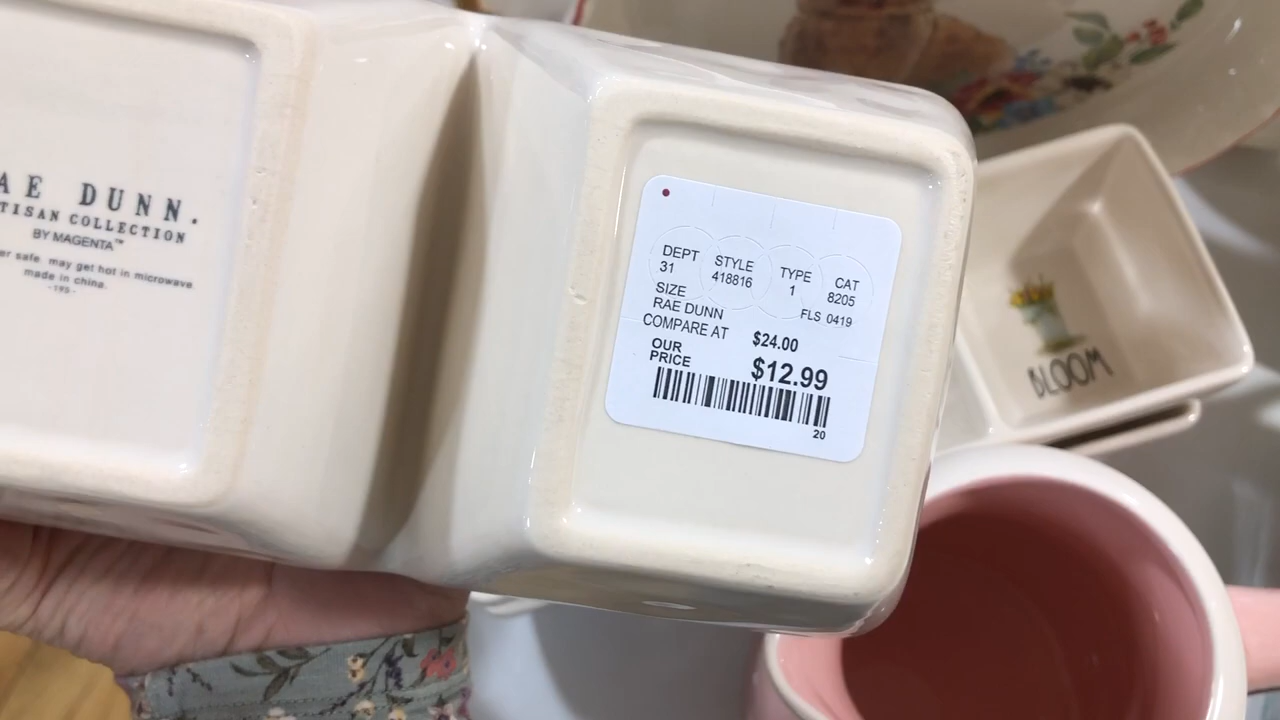 AE DUNN.
TISAN COLLECTION
BY MAGENTA™
er safe. may get hot in microwave
made in china.
-195-
DEPT STYLE TYPE CAT
31 418816 1 8205
SIZE
RAE DUNN FLS 0419
COMPARE AT $24.00
OUR
PRICE $12.99
20
BLOOM